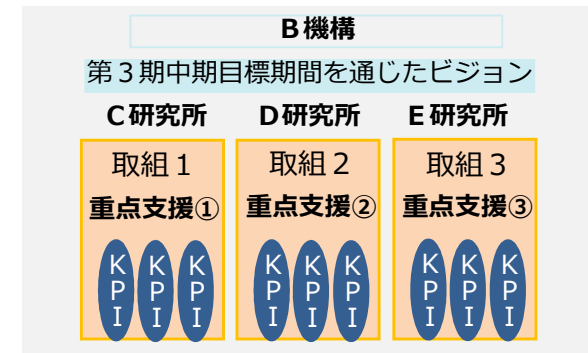 B機構
第3期中期目標期間を通じたビジョン
C研究所 D研究所 E研究所
取組1 取組2 取組3
重点支援① 重点支援② 重点支援③
KPI KPI KPI KPI KPI KPI KPI KPI KPI